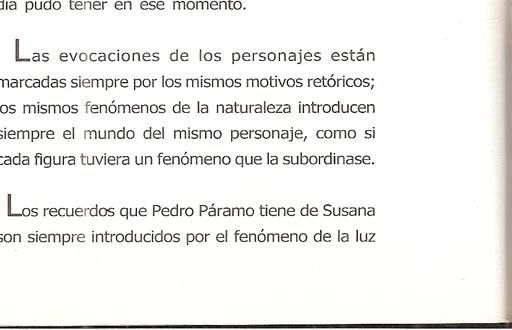 día pudo tener en ese momento.
Las evocaciones de los personajes están
marcadas siempre por los mismos motivos retóricos;
los mismos fenómenos de la naturaleza introducen
siempre el mundo del mismo personaje, como si
cada figura tuviera un fenómeno que la subordinase.
Los recuerdos que Pedro Páramo tiene de Susana
son siempre introducidos por el fenómeno de la luz